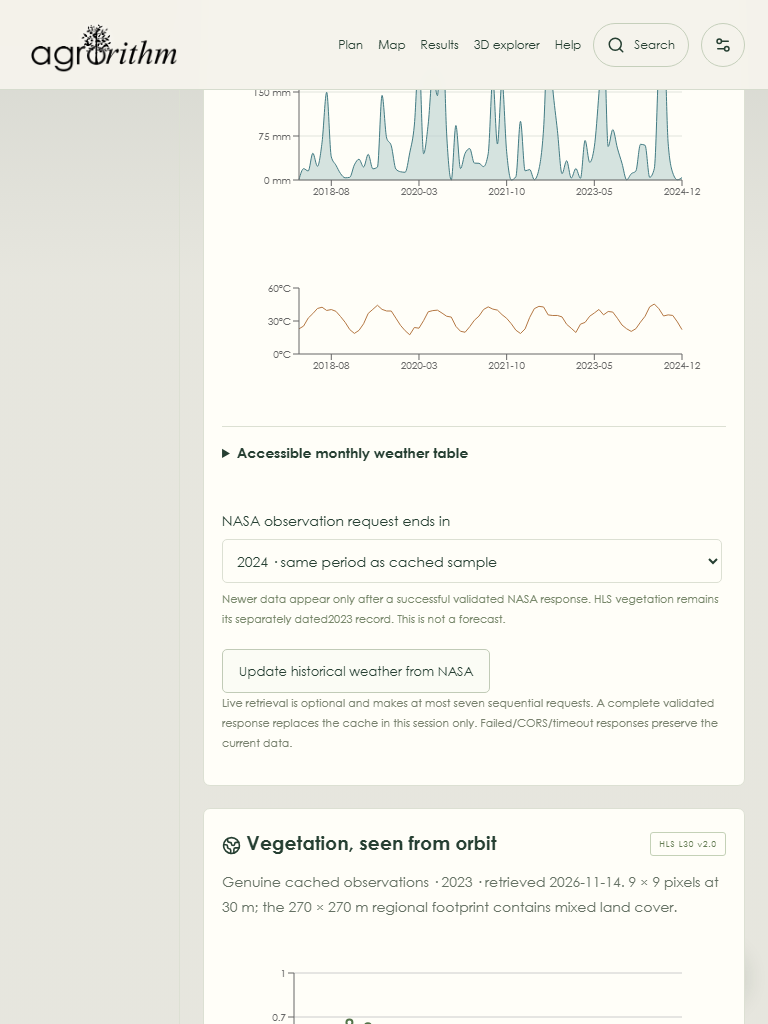 agrorithm
Plan Map Results 3D explorer Help Search
150 mm
75 mm
0 mm
2018-08 2020-03 2021-10 2023-05 2024-12
60°C
30°C
0°C
2018-08 2020-03 2021-10 2023-05 2024-12
Accessible monthly weather table
NASA observation request ends in
2024 · same period as cached sample
Newer data appear only after a successful validated NASA response. HLS vegetation remains
its separately dated2023 record. This is not a forecast.
Update historical weather from NASA
Live retrieval is optional and makes at most seven sequential requests. A complete validated
response replaces the cache in this session only. Failed/CORS/timeout responses preserve the
current data.
Vegetation, seen from orbit
HLS L30 v2.0
Genuine cached observations · 2023 · retrieved 2026-11-14. 9 × 9 pixels at
30 m; the 270 × 270 m regional footprint contains mixed land cover.
1
0.7